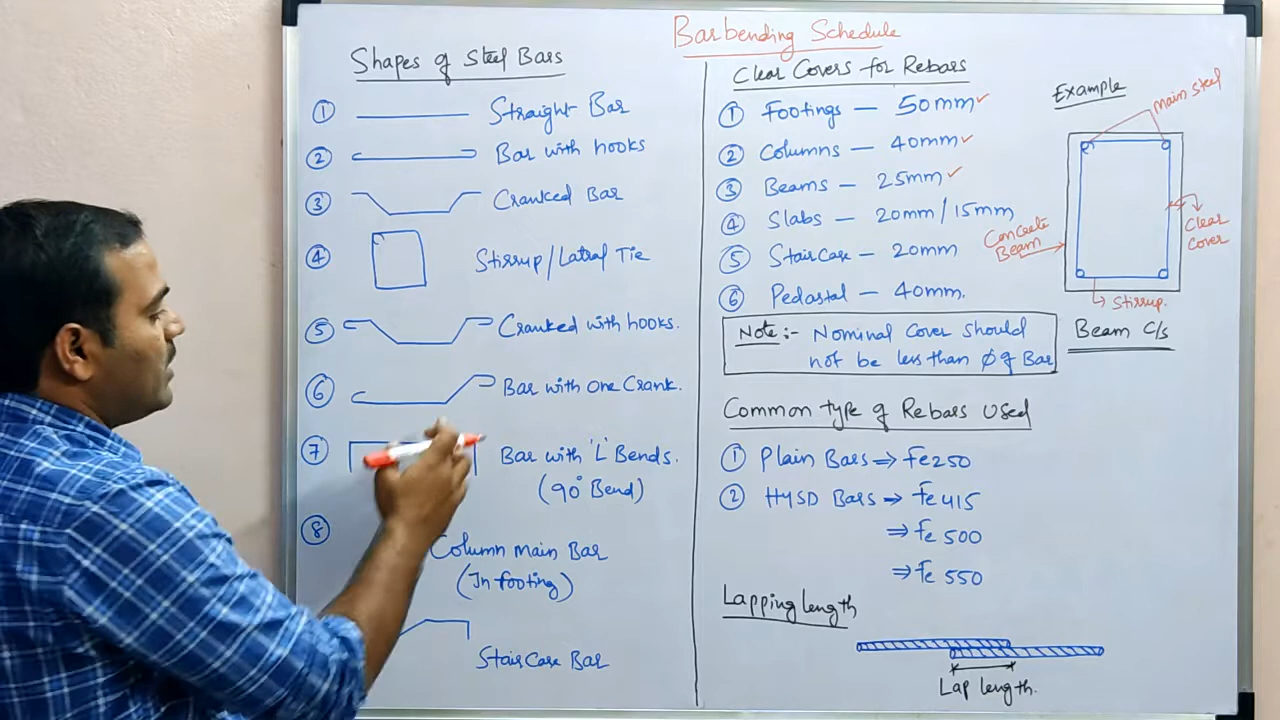 Bar bending Schedule
Shapes of Steel Bars
① Straight Bar
② Bar with hooks
③ Cranked Bar
④ Stirrup/Latral Tie
⑤ Cranked with hooks.
⑥ Bar with One Crank.
⑦ Bar with 'L' Bends.
(90° Bend)
⑧ Column Main Bar
(In footing)
StairCase Bar
Clear Covers for Rebars
① Footings — 50mm ✓
② Columns — 40mm ✓
③ Beams — 25mm ✓
④ Slabs — 20mm/15mm
⑤ StairCase — 20mm
⑥ Pedastal — 40mm.
Note:- Nominal Cover should
not be less than φ of Bar
Example
Main steel
Concrete
Beam
Clear
Cover
Stirrup.
Beam C/s
Common type of Rebars Used
① Plain Bars ⇒ Fe250
② HYSD Bars → Fe415
⇒ Fe 500
⇒ Fe 550
Lapping length
Lap length.